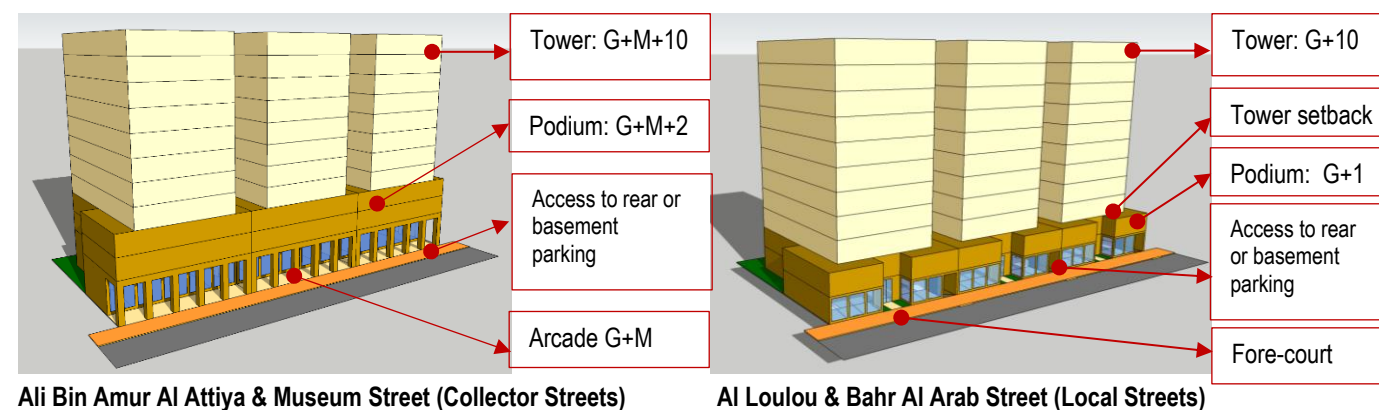 Tower: G+M+10
Podium: G+M+2
Access to rear or
basement
parking
Arcade G+M
Ali Bin Amur Al Attiya & Museum Street (Collector Streets)
Tower: G+10
Tower setback
Podium: G+1
Access to rear
or basement
parking
Fore-court
Al Loulou & Bahr Al Arab Street (Local Streets)